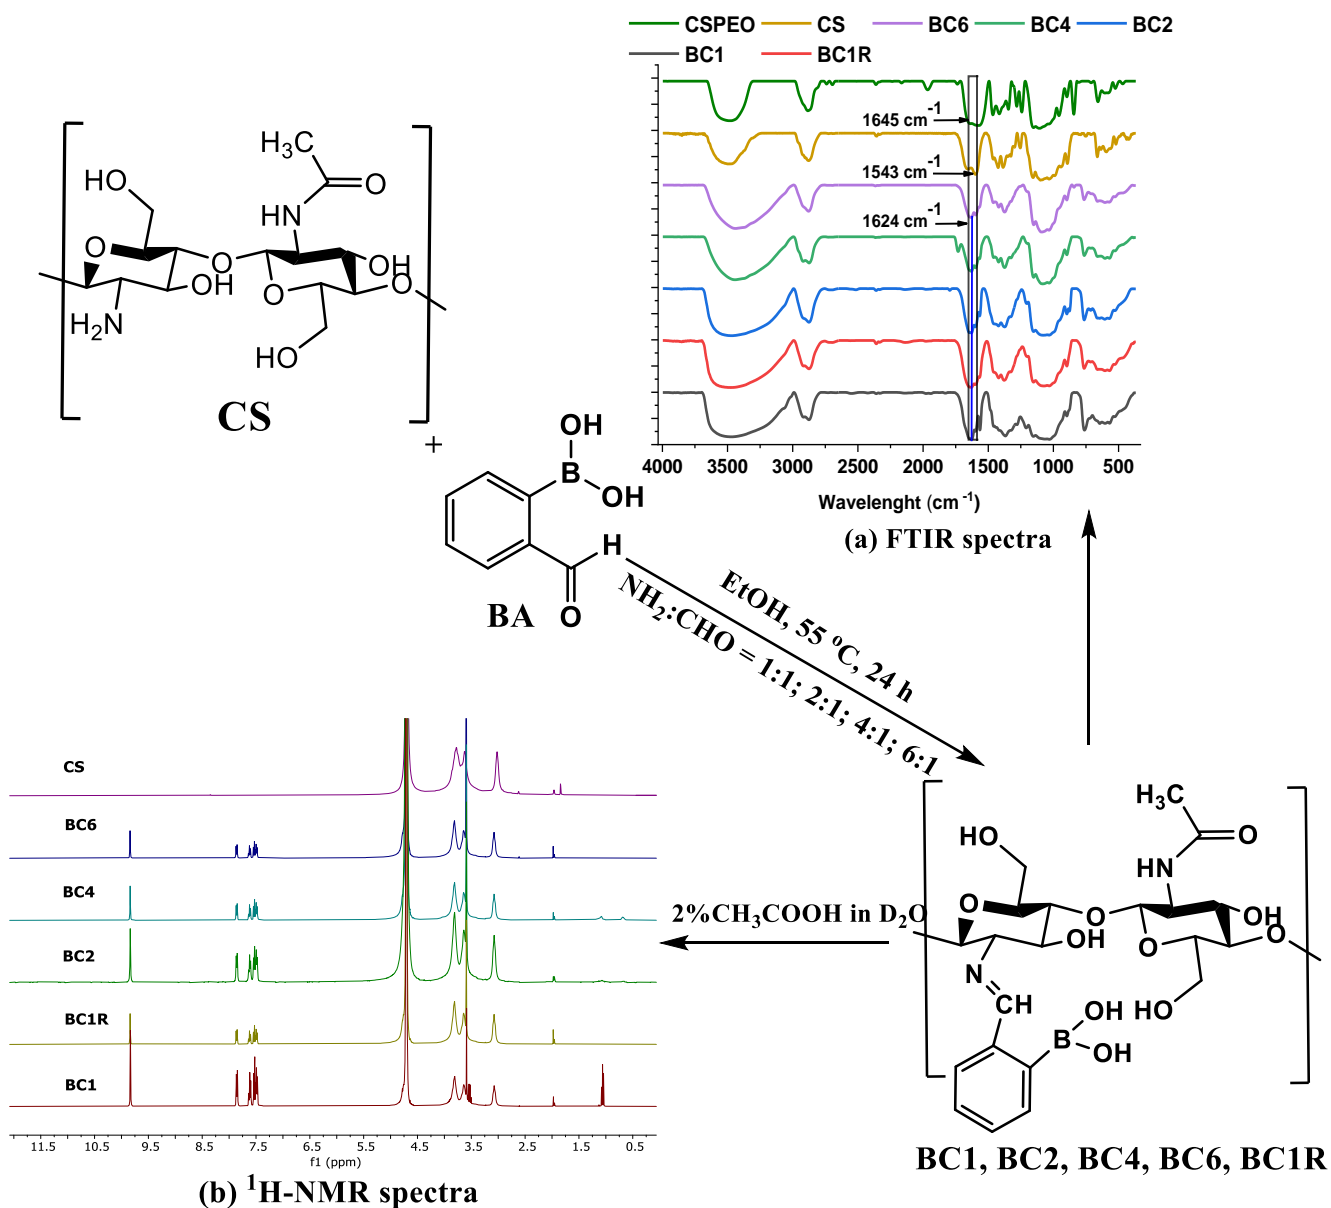 CSPEO CS BC6 BC4 BC2
BC1 BC1R
1645 cm-1
1543 cm-1
1624 cm-1
4000 3500 3000 2500 2000 1500 1000 500
Wavelenght (cm-1)
(a) FTIR spectra
H3C
O
HO
HN
O
O
OH
OH
O
O
H2N
HO
CS
+
OH
B
OH
H
O
BA
EtOH, 55 oC, 24 h
NH2:CHO = 1:1; 2:1; 4:1; 6:1
CS
BC6
BC4
BC2
BC1R
BC1
11.5 10.5 9.5 8.5 7.5 6.5 5.5 4.5 3.5 2.5 1.5 0.5
f1 (ppm)
(b) 1H-NMR spectra
2%CH3COOH in D2O
H3C
O
HO
HN
O
O
OH
OH
O
O
N
CH
HO
OH
B
OH
BC1, BC2, BC4, BC6, BC1R